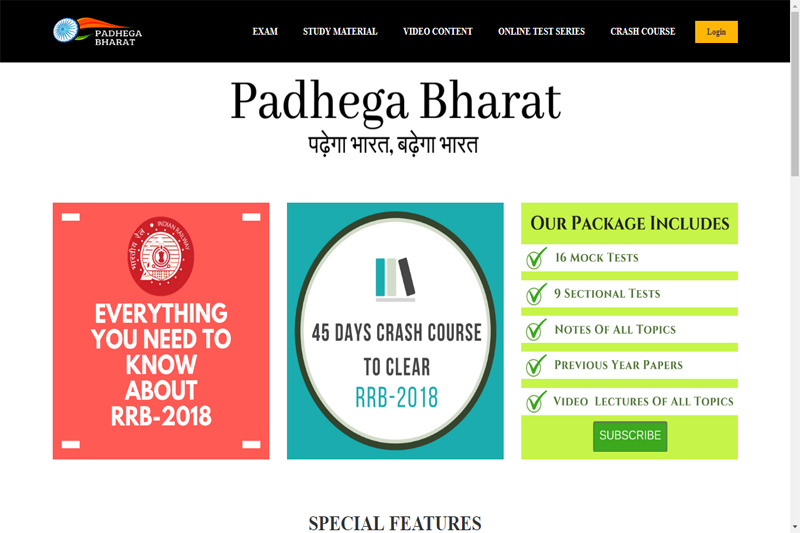 PADHEGA
BHARAT
EXAM STUDY MATERIAL VIDEO CONTENT ONLINE TEST SERIES CRASH COURSE Login
Padhega Bharat
पढ़ेगा भारत, बढ़ेगा भारत
भारतीय रेल INDIAN RAILWAY
EVERYTHING
YOU NEED TO
KNOW
ABOUT
RRB-2018
45 DAYS CRASH COURSE
TO CLEAR
RRB-2018
OUR PACKAGE INCLUDES
16 MOCK TESTS
9 SECTIONAL TESTS
NOTES OF ALL TOPICS
PREVIOUS YEAR PAPERS
VIDEO LECTURES OF ALL TOPICS
SUBSCRIBE
SPECIAL FEATURES